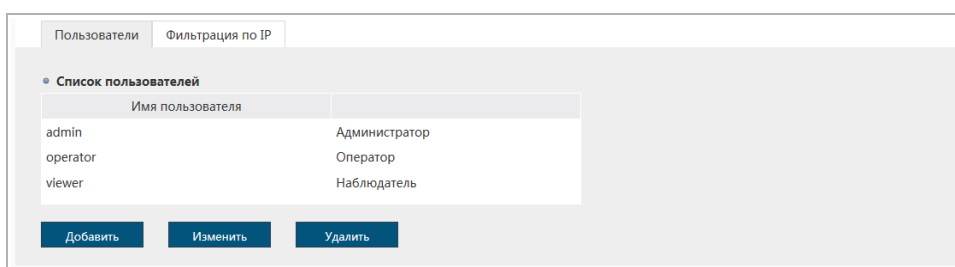 Пользователи Фильтрация по IP
Список пользователей
Имя пользователя
admin Администратор
operator Оператор
viewer Наблюдатель
Добавить Изменить Удалить